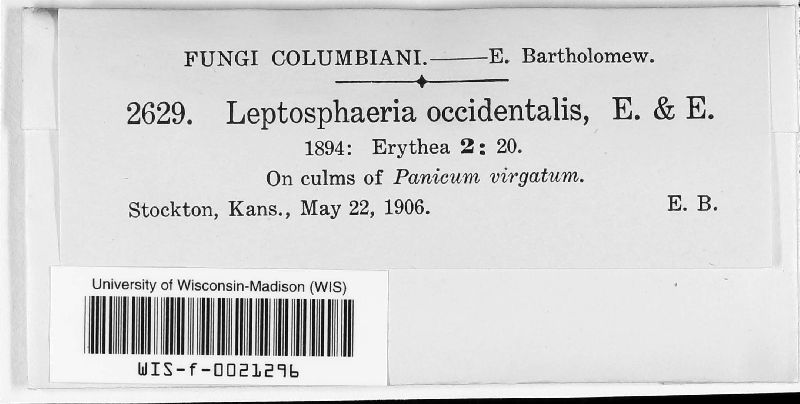 FUNGI COLUMBIANI.——E. Bartholomew.
2629. Leptosphaeria occidentalis, E. & E.
1894: Erythea 2: 20.
On culms of Panicum virgatum.
Stockton, Kans., May 22, 1906. E. B.
University of Wisconsin-Madison (WIS)
WIS-f-0021296